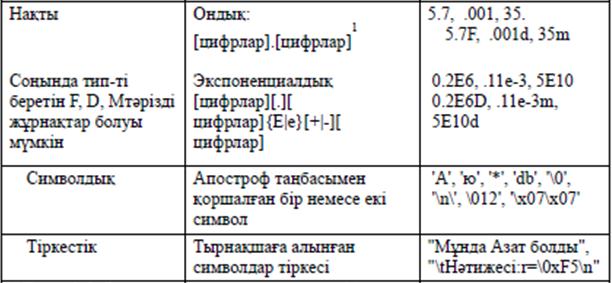 Нақты
Ондық:
[цифрлар].[цифрлар]1
5.7, .001, 35.
5.7F, .001d, 35m
Соңында тип-ті
беретін F, D, Мтәрізді
жұрнақтар болуы
мүмкін
Экспоненциалдық
[цифрлар][.][
цифрлар]{E|e}[+|-][
цифрлар]
0.2E6, .11e-3, 5E10
0.2E6D, .11e-3m,
5E10d
Символдық
Апостроф таңбасымен
қоршалған бір немесе екі
символ
'A', 'ю', '*', 'db', '\0',
'\n\', \012', '\x07\x07'
Тіркестік
Тырнақшаға алынған
символдар тіркесі
"Мұнда Азат болды",
"\tНәтижесі:r=\0xF5\n"